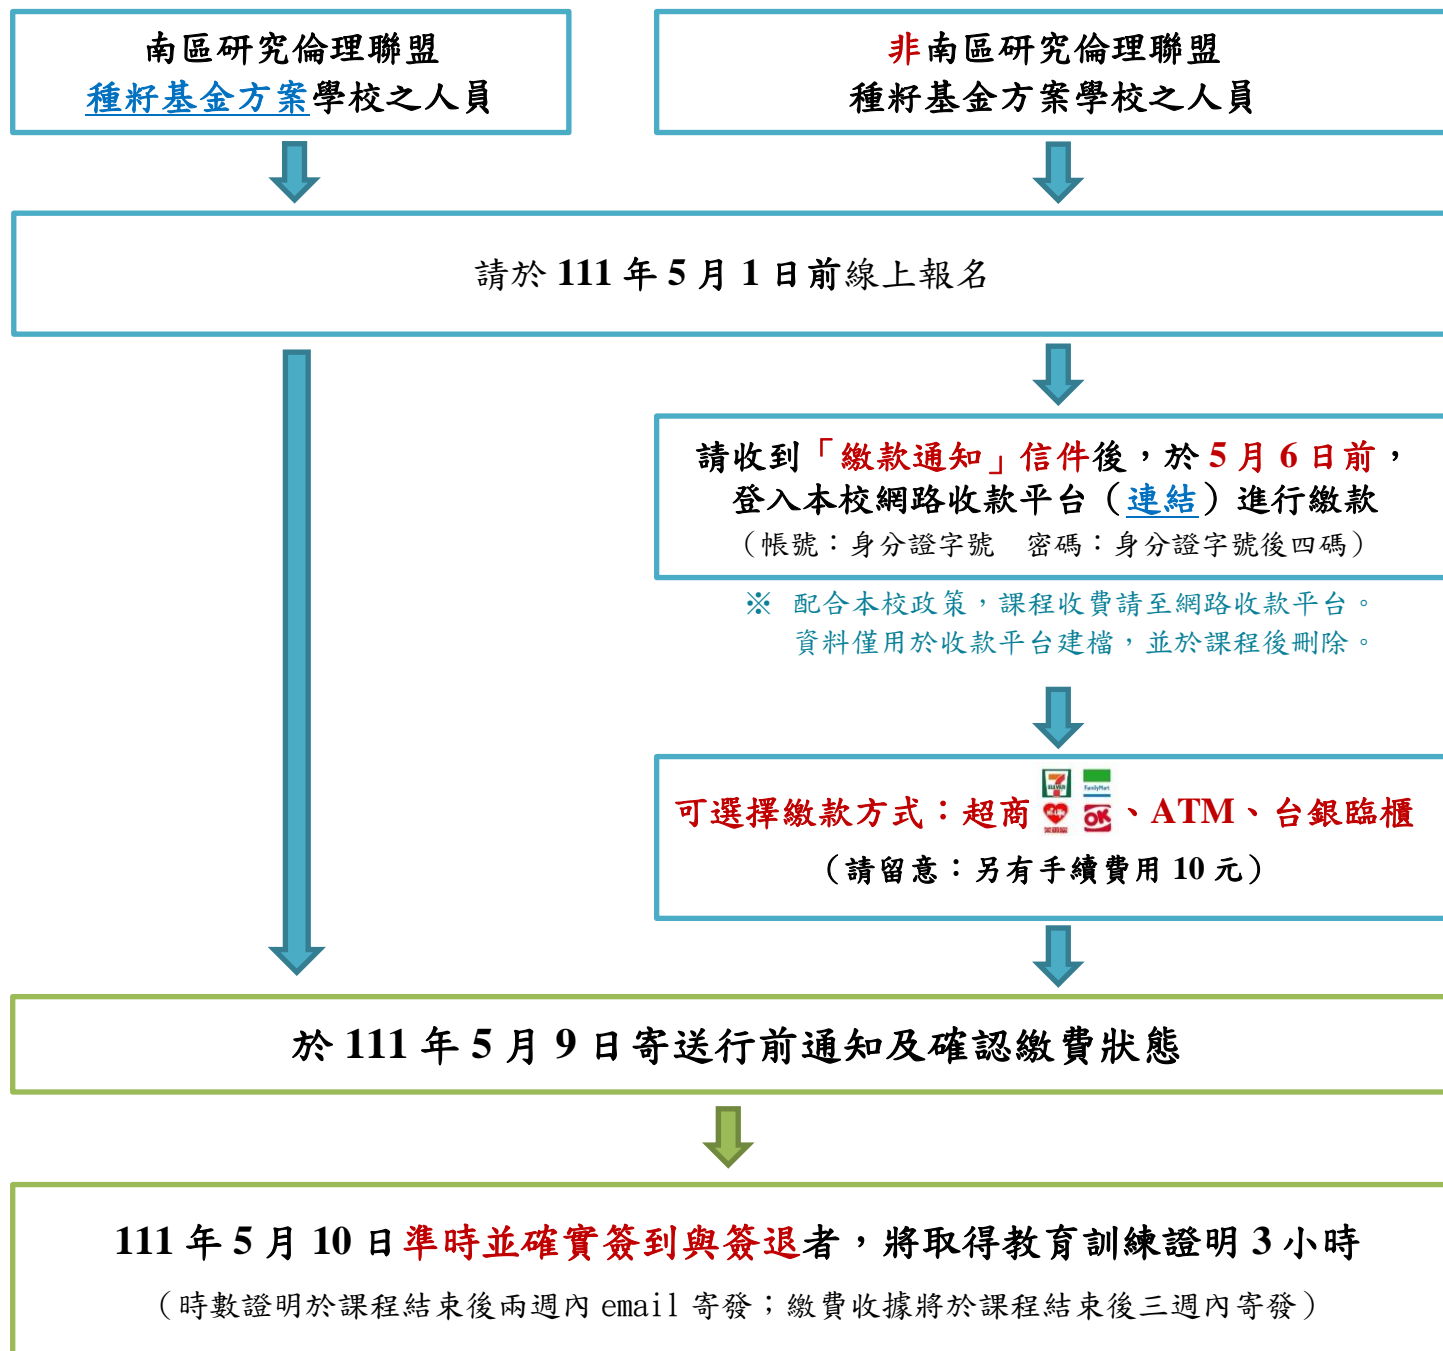 南區研究倫理聯盟
種籽基金方案學校之人員
非南區研究倫理聯盟
種籽基金方案學校之人員
請於 111 年 5 月 1 日前線上報名
請收到「繳款通知」信件後，於 5 月 6 日前，
登入本校網路收款平台（連結）進行繳款
（帳號：身分證字號　密碼：身分證字號後四碼）
※ 配合本校政策，課程收費請至網路收款平台。
資料僅用於收款平台建檔，並於課程後刪除。
可選擇繳款方式：超商 7 ELEVEN FamilyMart OK 、ATM、台銀臨櫃
（請留意：另有手續費用 10 元）
於 111 年 5 月 9 日寄送行前通知及確認繳費狀態
111 年 5 月 10 日準時並確實簽到與簽退者，將取得教育訓練證明 3 小時
（時數證明於課程結束後兩週內 email 寄發；繳費收據將於課程結束後三週內寄發）